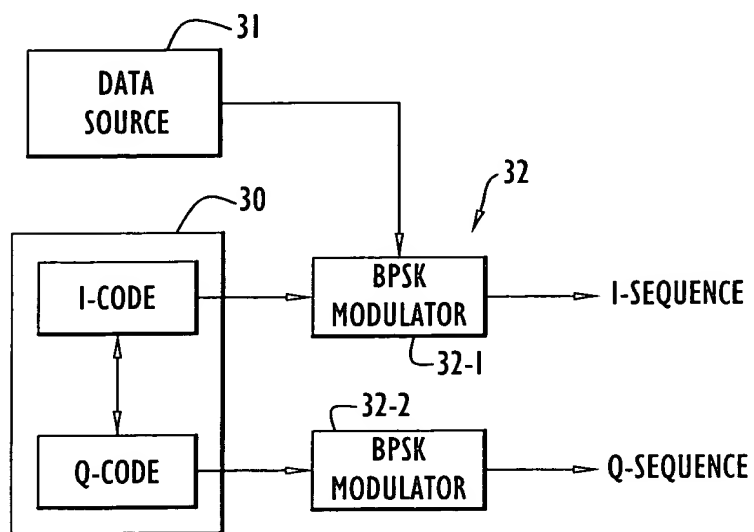 31
DATA
SOURCE
32
30
I-CODE
BPSK
MODULATOR
I-SEQUENCE
32-1
32-2
Q-CODE
BPSK
MODULATOR
Q-SEQUENCE